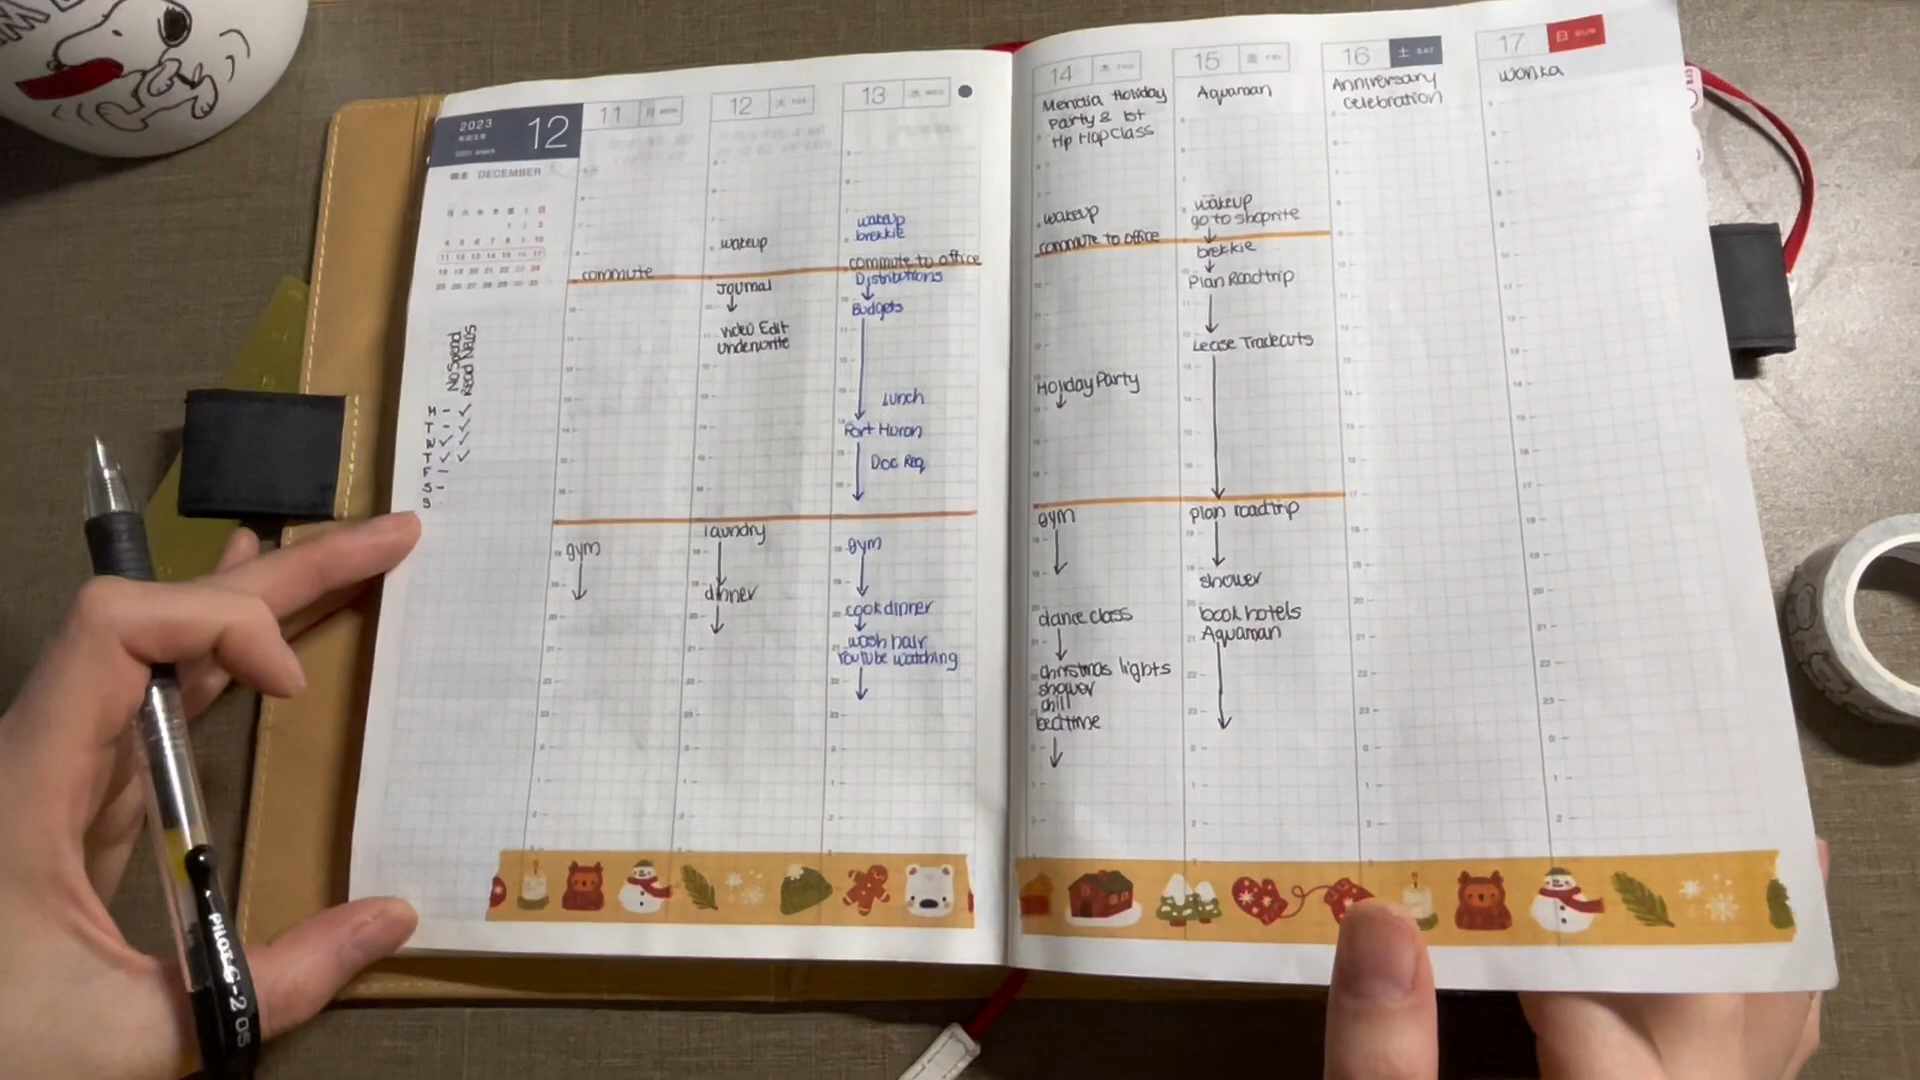 2023
12
DECEMBER
No Spend
Read News
M - ✓
T - ✓
W ✓ ✓
T ✓ ✓
F -
S -
S
11
commute
gym
12
wakeup
Journal
video Edit
underwrite
laundry
dinner
13
wakeup
brekkie
commute to office
Distributions
Budgets
Lunch
Port Huron
Doc Req
gym
cook dinner
wash hair
YouTube watching
14
Holiday
Party & 1st
Hip Hop Class
wakeup
commute to office
Holiday Party
gym
dance class
christmas lights
shower
chill
bedtime
15
Aquaman
wakeup
go to shoprite
brekkie
Plan Roadtrip
Lease Tradeouts
plan roadtrip
shower
book hotels
Aquaman
16 土 SAT
Anniversary
celebration
17 日 SUN
wonka
PILOT G-2 05